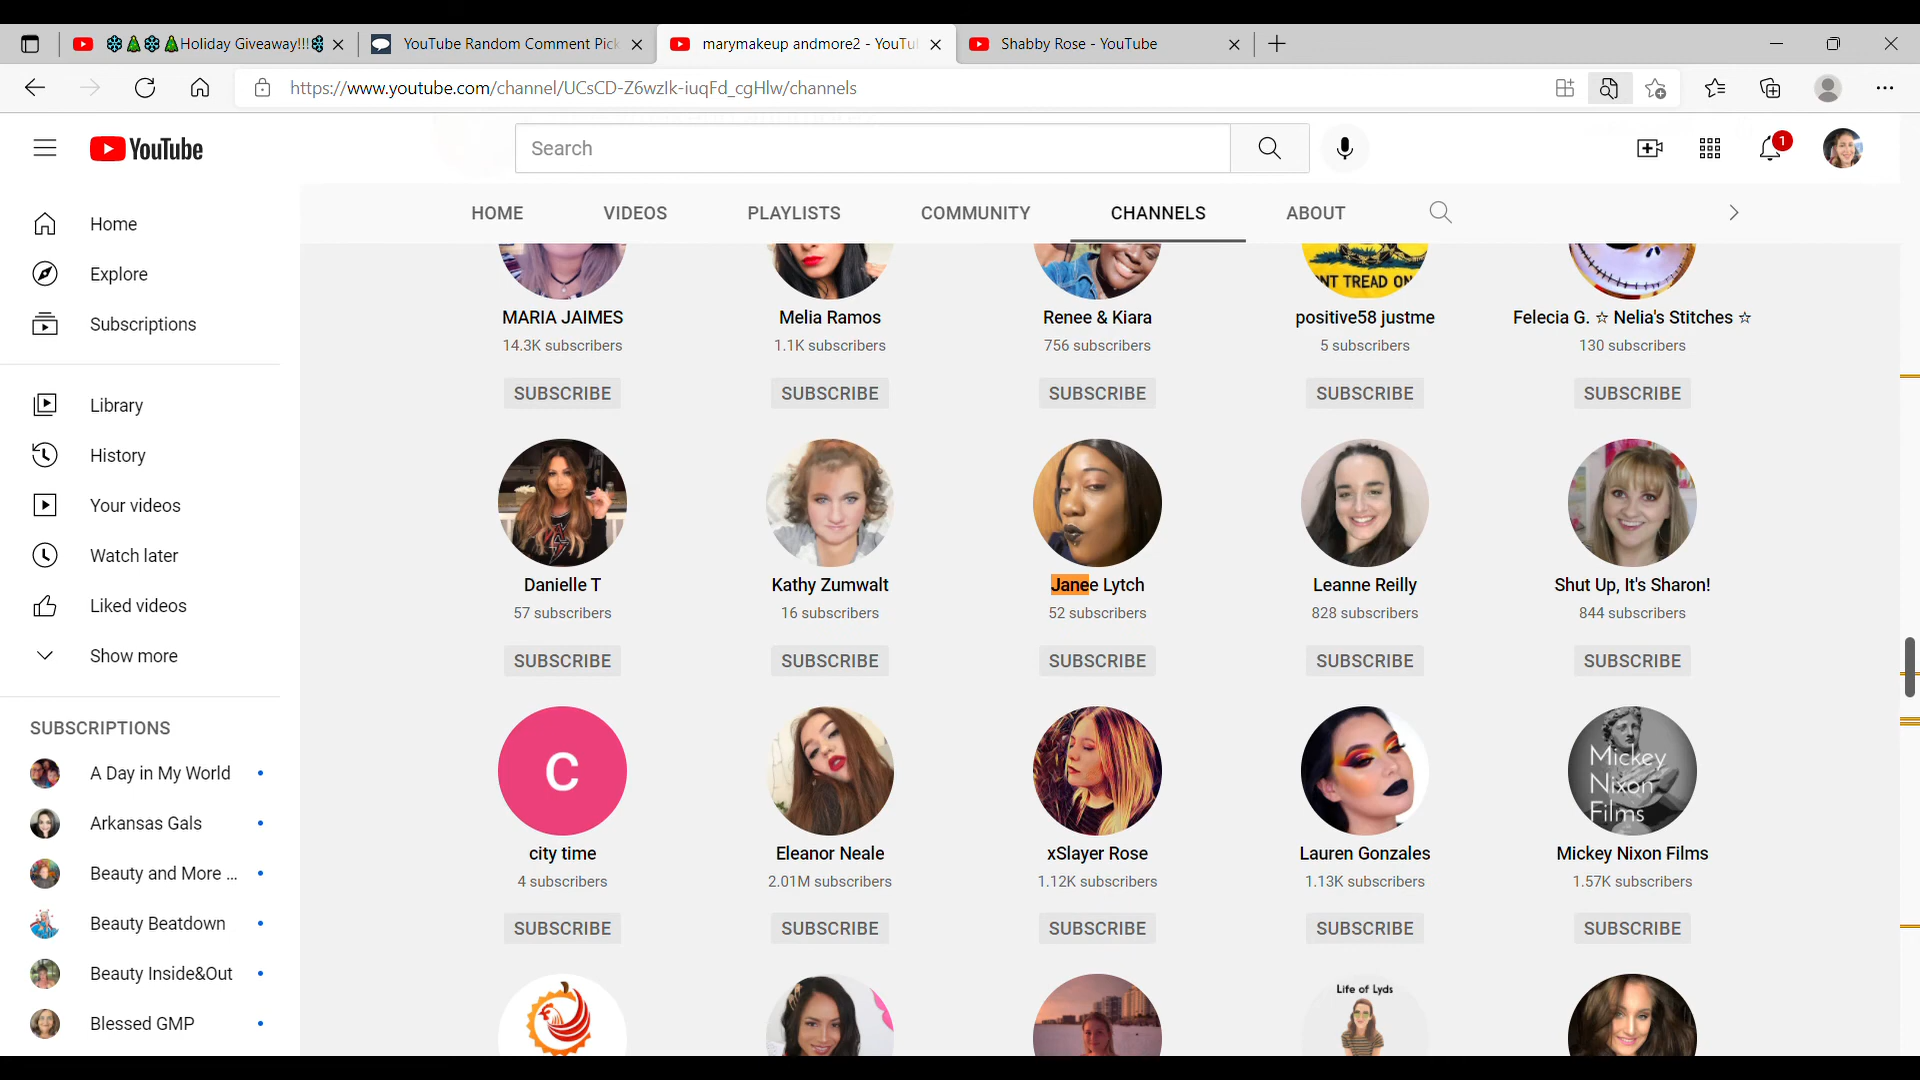 ❄🎄❄🎄Holiday Giveaway!!!❄
YouTube Random Comment Pick
marymakeup andmore2 - YouTu
Shabby Rose - YouTube
https://www.youtube.com/channel/UCsCD-Z6wzlk-iuqFd_cgHlw/channels
YouTube
Search
1
HOME
VIDEOS
PLAYLISTS
COMMUNITY
CHANNELS
ABOUT
Home
Explore
Subscriptions
Library
History
Your videos
Watch later
Liked videos
Show more
SUBSCRIPTIONS
A Day in My World
Arkansas Gals
Beauty and More ...
Beauty Beatdown
Beauty Inside&Out
Blessed GMP
NT TREAD ON
MARIA JAIMES
14.3K subscribers
SUBSCRIBE
Melia Ramos
1.1K subscribers
SUBSCRIBE
Renee & Kiara
756 subscribers
SUBSCRIBE
positive58 justme
5 subscribers
SUBSCRIBE
Felecia G. ☆ Nelia's Stitches ☆
130 subscribers
SUBSCRIBE
Danielle T
57 subscribers
SUBSCRIBE
Kathy Zumwalt
16 subscribers
SUBSCRIBE
Janee Lytch
52 subscribers
SUBSCRIBE
Leanne Reilly
828 subscribers
SUBSCRIBE
Shut Up, It's Sharon!
844 subscribers
SUBSCRIBE
C
city time
4 subscribers
SUBSCRIBE
Eleanor Neale
2.01M subscribers
SUBSCRIBE
xSlayer Rose
1.12K subscribers
SUBSCRIBE
Lauren Gonzales
1.13K subscribers
SUBSCRIBE
Mickey
Nixon
Films
Mickey Nixon Films
1.57K subscribers
SUBSCRIBE
Life of Lyds